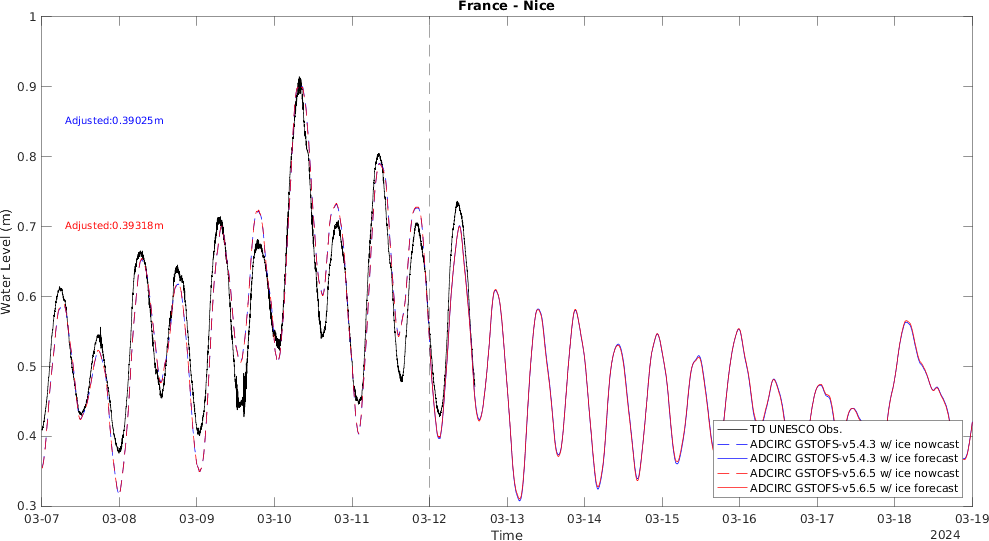 France - Nice
Water Level (m)
1
0.9
0.8
0.7
0.6
0.5
0.4
0.3
Adjusted:0.39025m
Adjusted:0.39318m
TD UNESCO Obs.
ADCIRC GSTOFS-v5.4.3 w/ ice nowcast
ADCIRC GSTOFS-v5.4.3 w/ ice forecast
ADCIRC GSTOFS-v5.6.5 w/ ice nowcast
ADCIRC GSTOFS-v5.6.5 w/ ice forecast
03-07 03-08 03-09 03-10 03-11 03-12 03-13 03-14 03-15 03-16 03-17 03-18 03-19
Time
2024